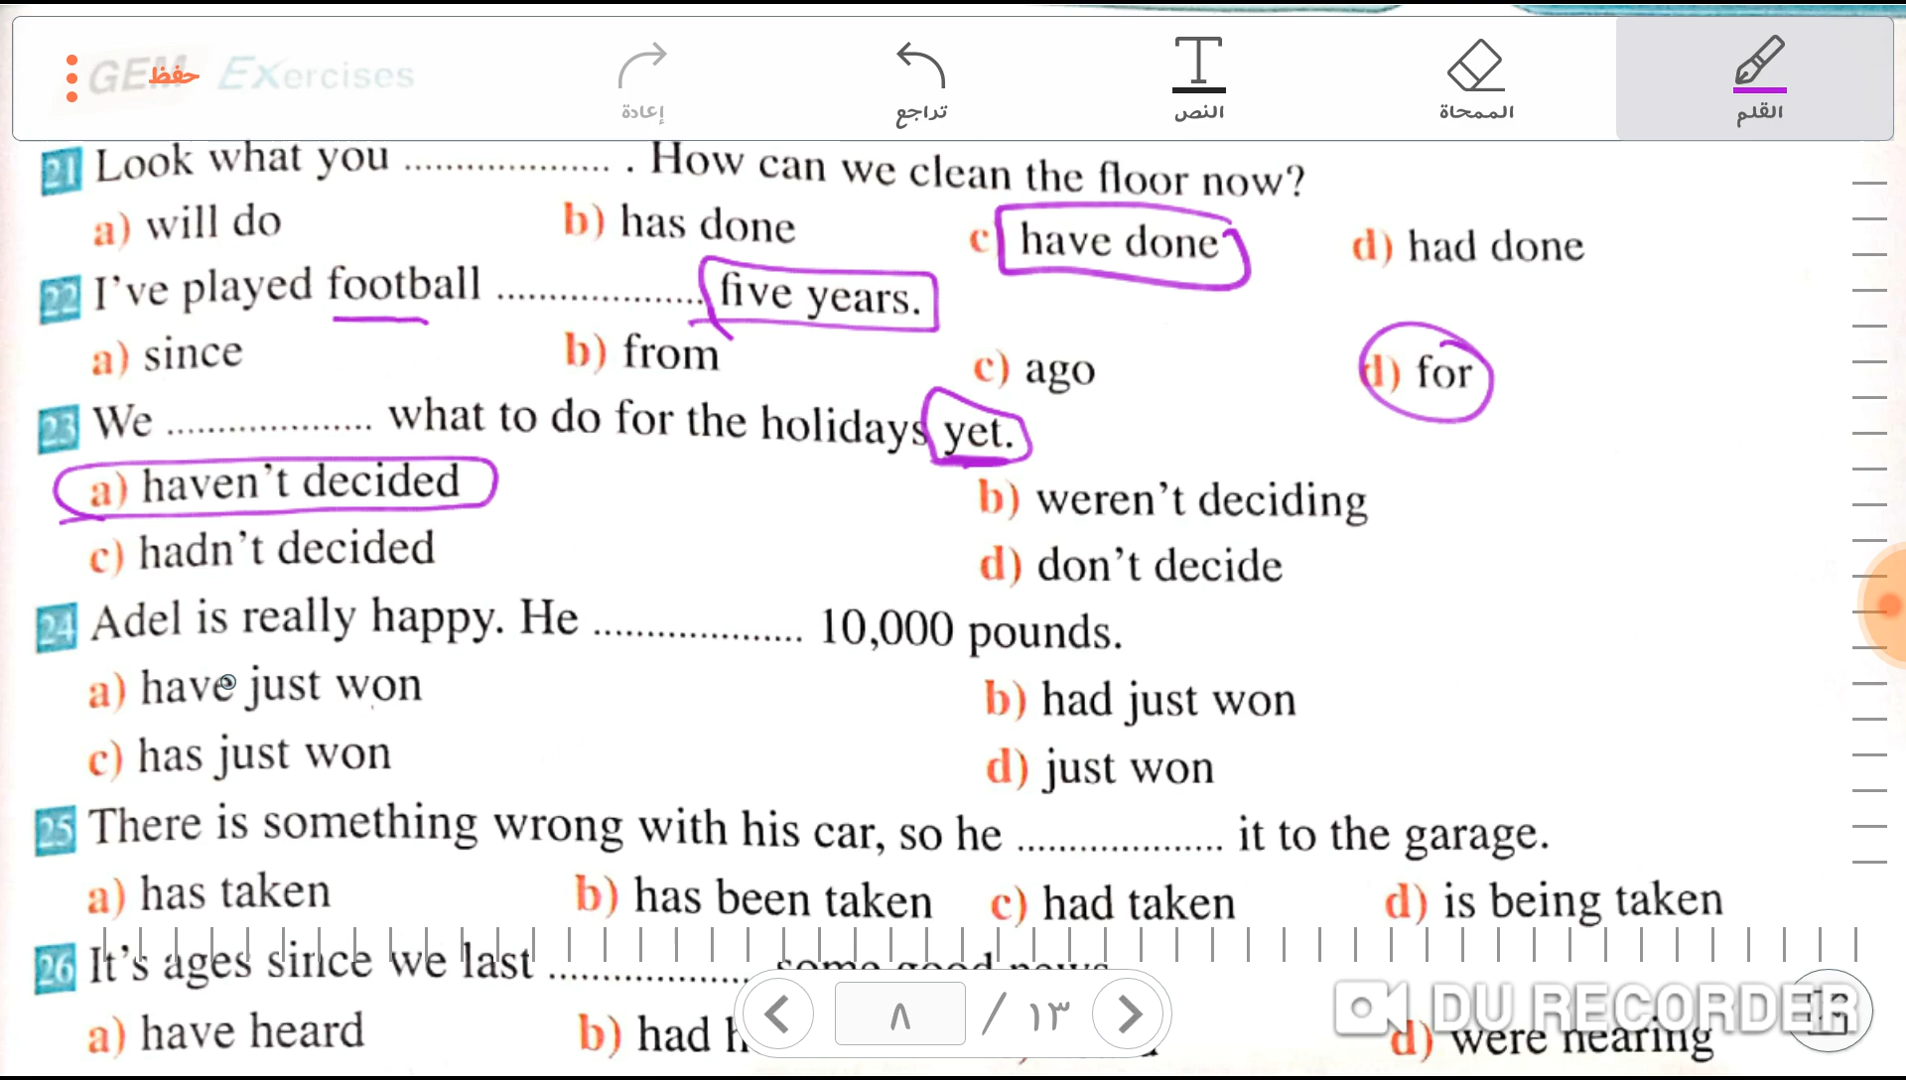 GEM Exercises
حفظ
إعادة
تراجع
النص
الممحاة
القلم
21 Look what you .................... . How can we clean the floor now?
a) will do b) has done c) have done d) had done
22 I've played football .................... five years.
a) since b) from c) ago d) for
23 We .................... what to do for the holidays yet.
a) haven't decided b) weren't deciding
c) hadn't decided d) don't decide
24 Adel is really happy. He .................... 10,000 pounds.
a) have just won b) had just won
c) has just won d) just won
25 There is something wrong with his car, so he .................... it to the garage.
a) has taken b) has been taken c) had taken d) is being taken
26 It's ages since we last .................... some good news
a) have heard b) had d) were hearing
٨ / ١٣
DU RECORDER